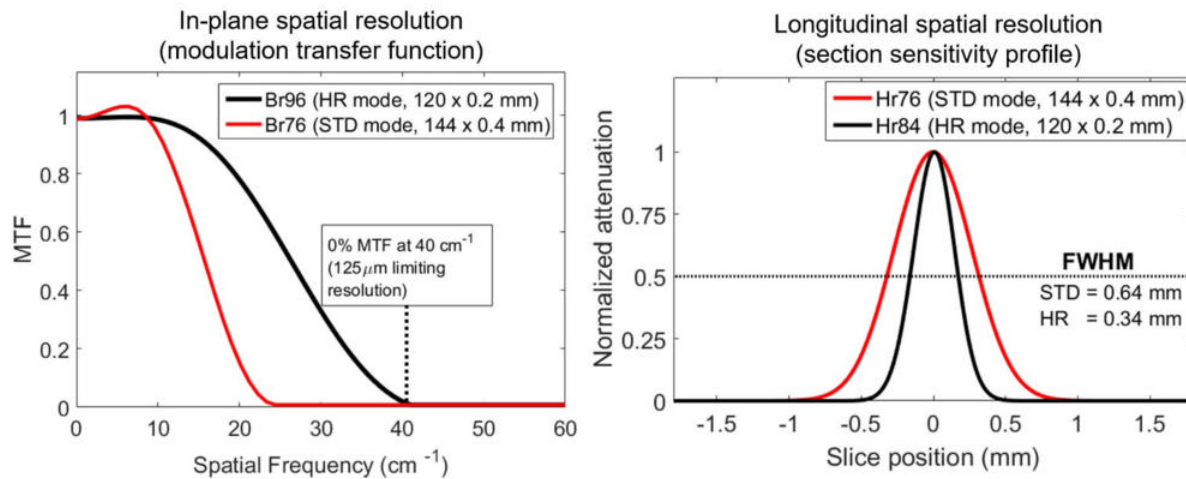 In-plane spatial resolution
(modulation transfer function)
Br96 (HR mode, 120 x 0.2 mm)
Br76 (STD mode, 144 x 0.4 mm)
1
0.8
0.6
0.4
0.2
0
MTF
0% MTF at 40 cm⁻¹
(125μm limiting
resolution)
0 10 20 30 40 50 60
Spatial Frequency (cm ⁻¹)
Longitudinal spatial resolution
(section sensitivity profile)
Hr76 (STD mode, 144 x 0.4 mm)
Hr84 (HR mode, 120 x 0.2 mm)
1
0.75
0.5
0.25
0
Normalized attenuation
FWHM
STD = 0.64 mm
HR = 0.34 mm
-1.5 -1 -0.5 0 0.5 1 1.5
Slice position (mm)